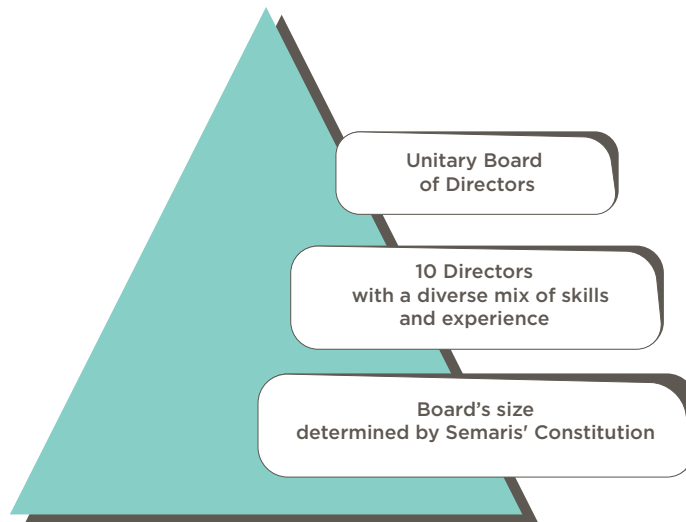 Unitary Board
of Directors
10 Directors
with a diverse mix of skills
and experience
Board’s size
determined by Semaris' Constitution